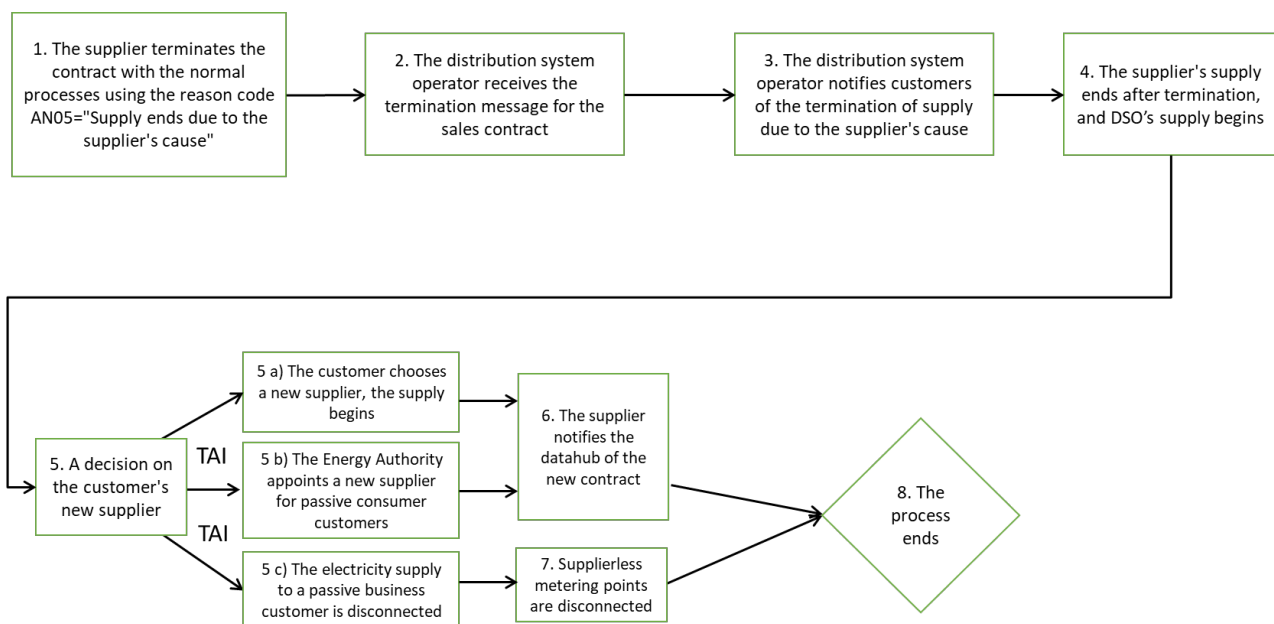 1. The supplier terminates the
contract with the normal
processes using the reason code
AN05="Supply ends due to the
supplier's cause"
2. The distribution system
operator receives the
termination message for the
sales contract
3. The distribution system
operator notifies customers
of the termination of supply
due to the supplier's cause
4. The supplier's supply
ends after termination,
and DSO’s supply begins
5. A decision on
the customer's
new supplier
TAI
TAI
5 a) The customer chooses
a new supplier, the supply
begins
5 b) The Energy Authority
appoints a new supplier
for passive consumer
customers
5 c) The electricity supply
to a passive business
customer is disconnected
6. The supplier
notifies the
datahub of the
new contract
7. Supplierless
metering points
are disconnected
8. The
process
ends